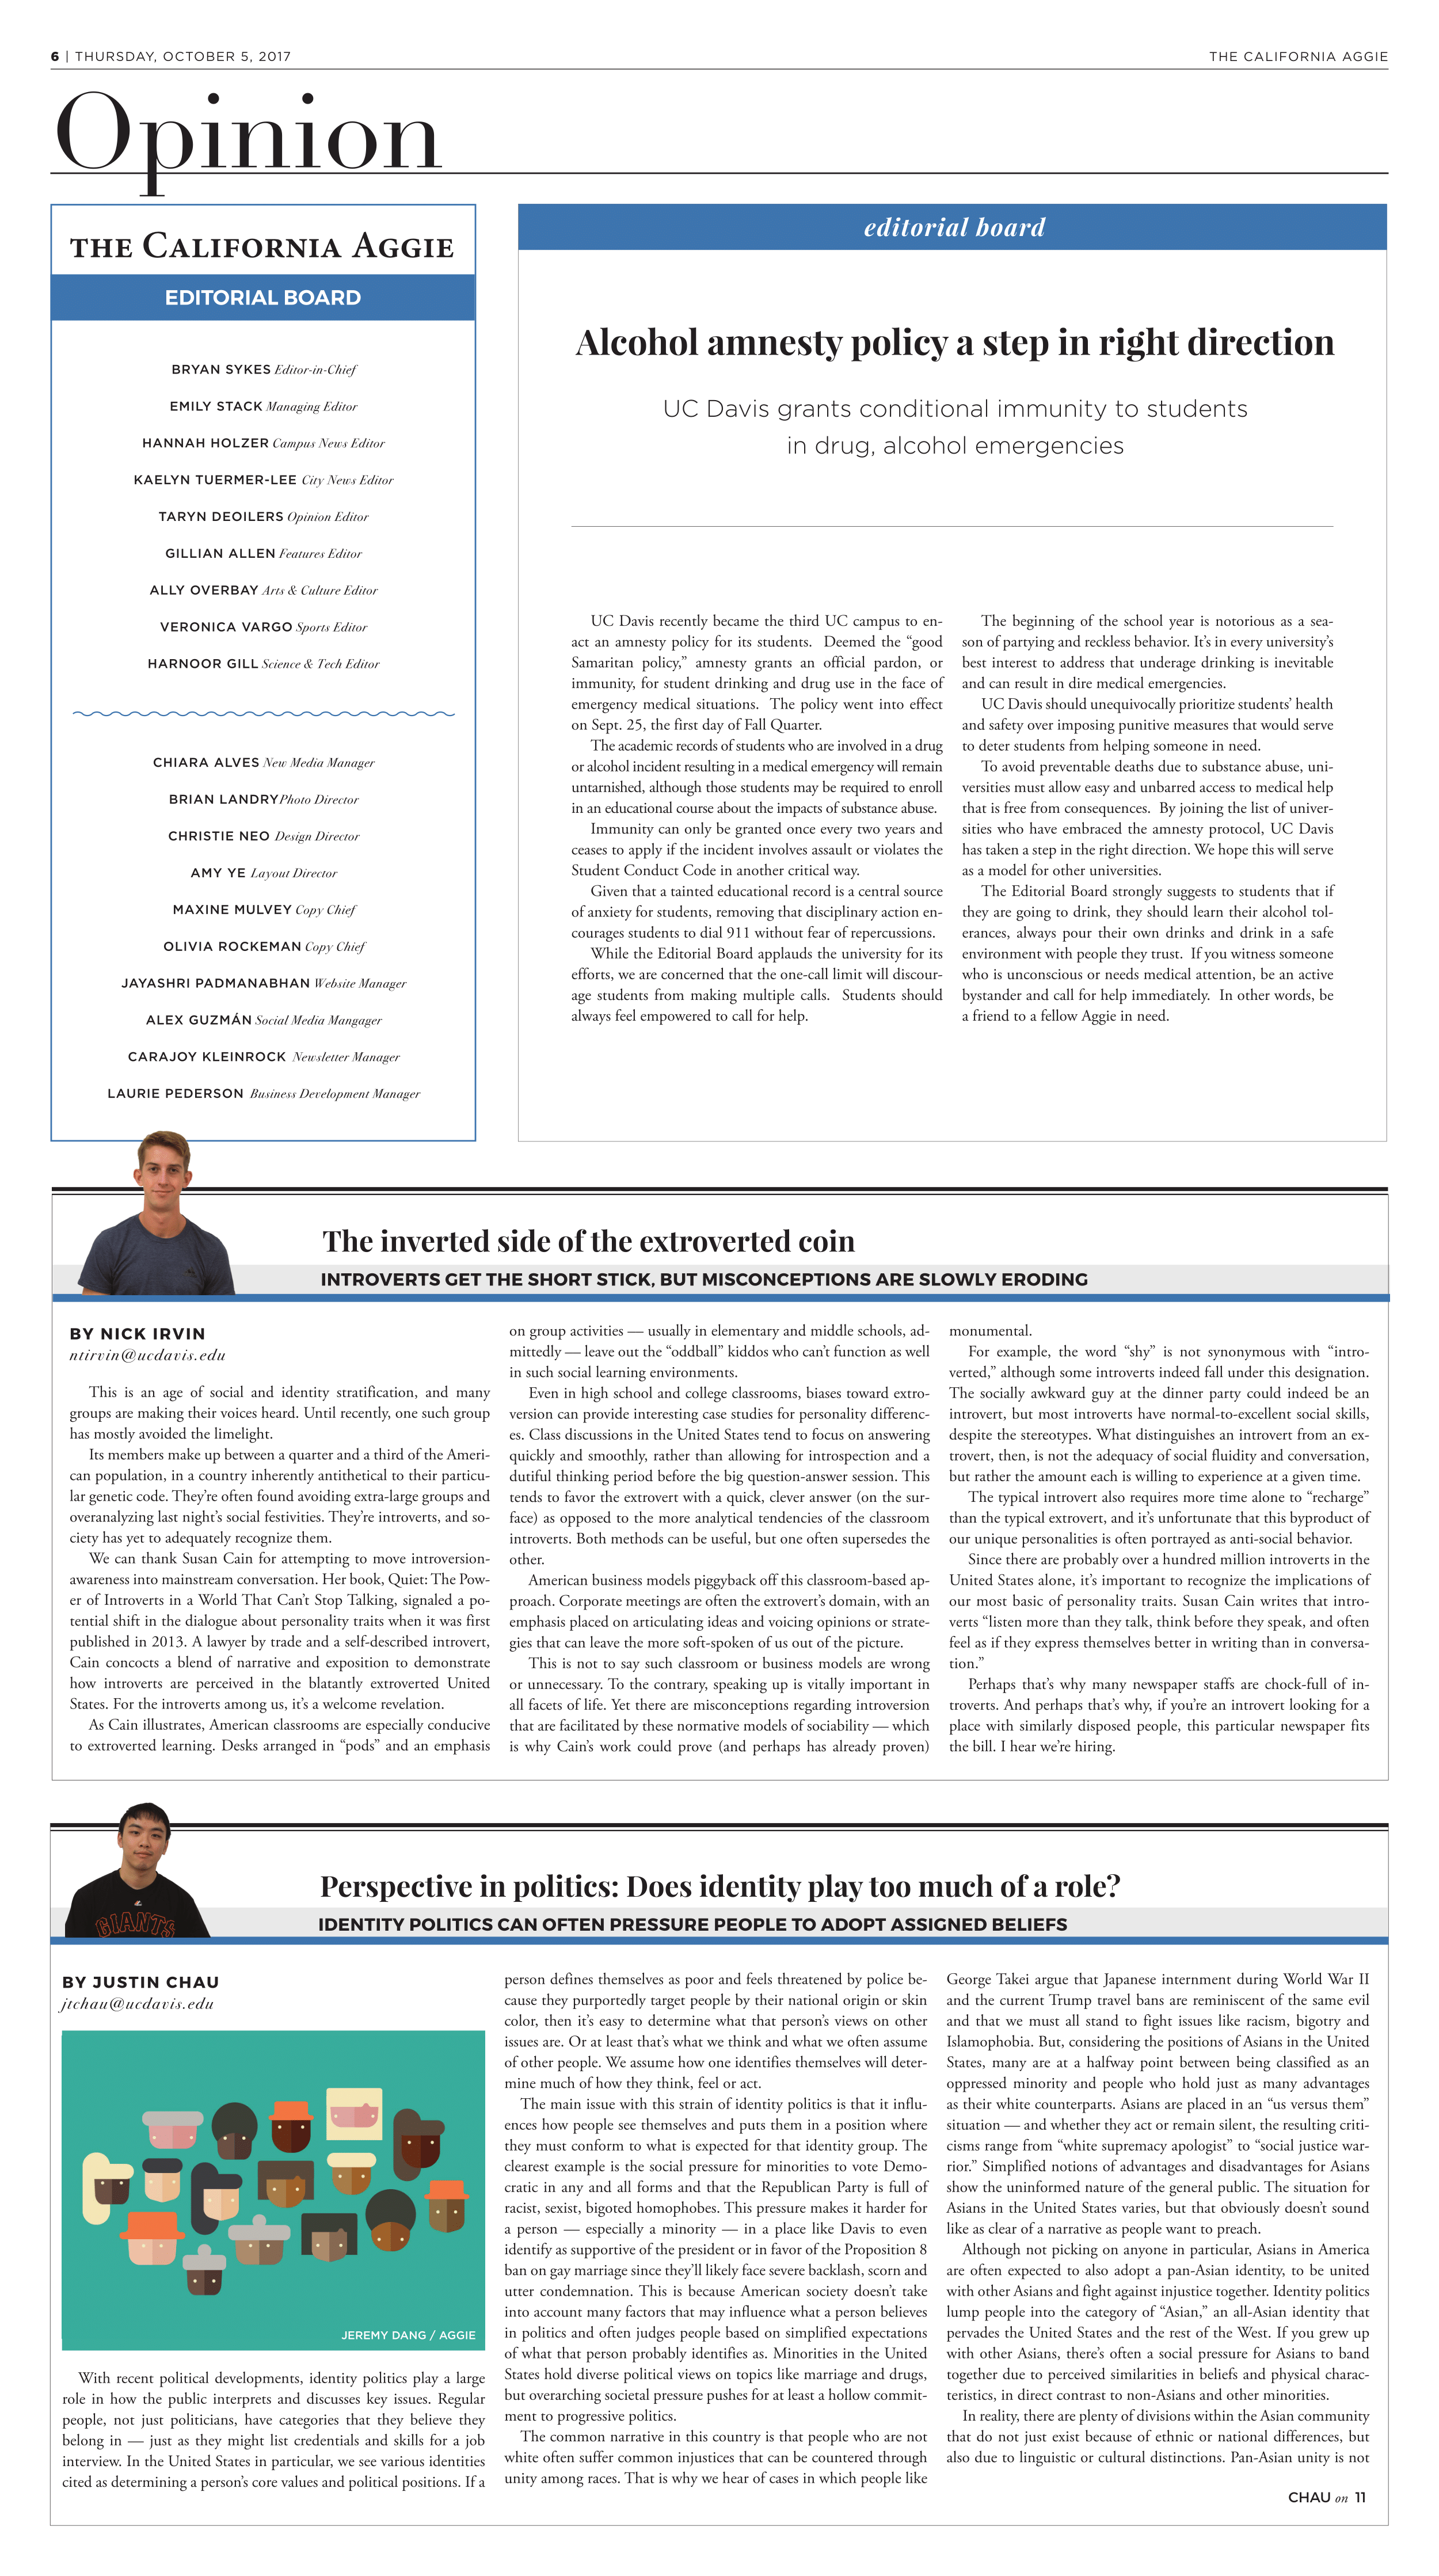 6 | THURSDAY, OCTOBER 5, 2017
THE CALIFORNIA AGGIE
Opinion
THE CALIFORNIA AGGIE
EDITORIAL BOARD
BRYAN SYKES Editor-in-Chief
EMILY STACK Managing Editor
HANNAH HOLZER Campus News Editor
KAELYN TUERMER-LEE City News Editor
TARYN DEOILERS Opinion Editor
GILLIAN ALLEN Features Editor
ALLY OVERBAY Arts & Culture Editor
VERONICA VARGO Sports Editor
HARNOOR GILL Science & Tech Editor
CHIARA ALVES New Media Manager
BRIAN LANDRYPhoto Director
CHRISTIE NEO Design Director
AMY YE Layout Director
MAXINE MULVEY Copy Chief
OLIVIA ROCKEMAN Copy Chief
JAYASHRI PADMANABHAN Website Manager
ALEX GUZMÁN Social Media Mangager
CARAJOY KLEINROCK Newsletter Manager
LAURIE PEDERSON Business Development Manager
editorial board
Alcohol amnesty policy a step in right direction
UC Davis grants conditional immunity to students
in drug, alcohol emergencies
UC Davis recently became the third UC campus to en-
act an amnesty policy for its students. Deemed the “good
Samaritan policy,” amnesty grants an official pardon, or
immunity, for student drinking and drug use in the face of
emergency medical situations. The policy went into effect
on Sept. 25, the first day of Fall Quarter.
The academic records of students who are involved in a drug
or alcohol incident resulting in a medical emergency will remain
untarnished, although those students may be required to enroll
in an educational course about the impacts of substance abuse.
Immunity can only be granted once every two years and
ceases to apply if the incident involves assault or violates the
Student Conduct Code in another critical way.
Given that a tainted educational record is a central source
of anxiety for students, removing that disciplinary action en-
courages students to dial 911 without fear of repercussions.
While the Editorial Board applauds the university for its
efforts, we are concerned that the one-call limit will discour-
age students from making multiple calls. Students should
always feel empowered to call for help.
The beginning of the school year is notorious as a sea-
son of partying and reckless behavior. It’s in every university’s
best interest to address that underage drinking is inevitable
and can result in dire medical emergencies.
UC Davis should unequivocally prioritize students’ health
and safety over imposing punitive measures that would serve
to deter students from helping someone in need.
To avoid preventable deaths due to substance abuse, uni-
versities must allow easy and unbarred access to medical help
that is free from consequences. By joining the list of univer-
sities who have embraced the amnesty protocol, UC Davis
has taken a step in the right direction. We hope this will serve
as a model for other universities.
The Editorial Board strongly suggests to students that if
they are going to drink, they should learn their alcohol tol-
erances, always pour their own drinks and drink in a safe
environment with people they trust. If you witness someone
who is unconscious or needs medical attention, be an active
bystander and call for help immediately. In other words, be
a friend to a fellow Aggie in need.
The inverted side of the extroverted coin
INTROVERTS GET THE SHORT STICK, BUT MISCONCEPTIONS ARE SLOWLY ERODING
BY NICK IRVIN
ntirvin@ucdavis.edu
This is an age of social and identity stratification, and many
groups are making their voices heard. Until recently, one such group
has mostly avoided the limelight.
Its members make up between a quarter and a third of the Ameri-
can population, in a country inherently antithetical to their particu-
lar genetic code. They’re often found avoiding extra-large groups and
overanalyzing last night’s social festivities. They’re introverts, and so-
ciety has yet to adequately recognize them.
We can thank Susan Cain for attempting to move introversion-
awareness into mainstream conversation. Her book, Quiet: The Pow-
er of Introverts in a World That Can’t Stop Talking, signaled a po-
tential shift in the dialogue about personality traits when it was first
published in 2013. A lawyer by trade and a self-described introvert,
Cain concocts a blend of narrative and exposition to demonstrate
how introverts are perceived in the blatantly extroverted United
States. For the introverts among us, it’s a welcome revelation.
As Cain illustrates, American classrooms are especially conducive
to extroverted learning. Desks arranged in “pods” and an emphasis
on group activities — usually in elementary and middle schools, ad-
mittedly — leave out the “oddball” kiddos who can’t function as well
in such social learning environments.
Even in high school and college classrooms, biases toward extro-
version can provide interesting case studies for personality differenc-
es. Class discussions in the United States tend to focus on answering
quickly and smoothly, rather than allowing for introspection and a
dutiful thinking period before the big question-answer session. This
tends to favor the extrovert with a quick, clever answer (on the sur-
face) as opposed to the more analytical tendencies of the classroom
introverts. Both methods can be useful, but one often supersedes the
other.
American business models piggyback off this classroom-based ap-
proach. Corporate meetings are often the extrovert’s domain, with an
emphasis placed on articulating ideas and voicing opinions or strate-
gies that can leave the more soft-spoken of us out of the picture.
This is not to say such classroom or business models are wrong
or unnecessary. To the contrary, speaking up is vitally important in
all facets of life. Yet there are misconceptions regarding introversion
that are facilitated by these normative models of sociability — which
is why Cain’s work could prove (and perhaps has already proven)
monumental.
For example, the word “shy” is not synonymous with “intro-
verted,” although some introverts indeed fall under this designation.
The socially awkward guy at the dinner party could indeed be an
introvert, but most introverts have normal-to-excellent social skills,
despite the stereotypes. What distinguishes an introvert from an ex-
trovert, then, is not the adequacy of social fluidity and conversation,
but rather the amount each is willing to experience at a given time.
The typical introvert also requires more time alone to “recharge”
than the typical extrovert, and it’s unfortunate that this byproduct of
our unique personalities is often portrayed as anti-social behavior.
Since there are probably over a hundred million introverts in the
United States alone, it’s important to recognize the implications of
our most basic of personality traits. Susan Cain writes that intro-
verts “listen more than they talk, think before they speak, and often
feel as if they express themselves better in writing than in conversa-
tion.”
Perhaps that’s why many newspaper staffs are chock-full of in-
troverts. And perhaps that’s why, if you’re an introvert looking for a
place with similarly disposed people, this particular newspaper fits
the bill. I hear we’re hiring.
GIANTS
Perspective in politics: Does identity play too much of a role?
IDENTITY POLITICS CAN OFTEN PRESSURE PEOPLE TO ADOPT ASSIGNED BELIEFS
BY JUSTIN CHAU
jtchau@ucdavis.edu
JEREMY DANG / AGGIE
With recent political developments, identity politics play a large
role in how the public interprets and discusses key issues. Regular
people, not just politicians, have categories that they believe they
belong in — just as they might list credentials and skills for a job
interview. In the United States in particular, we see various identities
cited as determining a person’s core values and political positions. If a
person defines themselves as poor and feels threatened by police be-
cause they purportedly target people by their national origin or skin
color, then it’s easy to determine what that person’s views on other
issues are. Or at least that’s what we think and what we often assume
of other people. We assume how one identifies themselves will deter-
mine much of how they think, feel or act.
The main issue with this strain of identity politics is that it influ-
ences how people see themselves and puts them in a position where
they must conform to what is expected for that identity group. The
clearest example is the social pressure for minorities to vote Demo-
cratic in any and all forms and that the Republican Party is full of
racist, sexist, bigoted homophobes. This pressure makes it harder for
a person — especially a minority — in a place like Davis to even
identify as supportive of the president or in favor of the Proposition 8
ban on gay marriage since they’ll likely face severe backlash, scorn and
utter condemnation. This is because American society doesn’t take
into account many factors that may influence what a person believes
in politics and often judges people based on simplified expectations
of what that person probably identifies as. Minorities in the United
States hold diverse political views on topics like marriage and drugs,
but overarching societal pressure pushes for at least a hollow commit-
ment to progressive politics.
The common narrative in this country is that people who are not
white often suffer common injustices that can be countered through
unity among races. That is why we hear of cases in which people like
George Takei argue that Japanese internment during World War II
and the current Trump travel bans are reminiscent of the same evil
and that we must all stand to fight issues like racism, bigotry and
Islamophobia. But, considering the positions of Asians in the United
States, many are at a halfway point between being classified as an
oppressed minority and people who hold just as many advantages
as their white counterparts. Asians are placed in an “us versus them”
situation — and whether they act or remain silent, the resulting criti-
cisms range from “white supremacy apologist” to “social justice war-
rior.” Simplified notions of advantages and disadvantages for Asians
show the uninformed nature of the general public. The situation for
Asians in the United States varies, but that obviously doesn’t sound
like as clear of a narrative as people want to preach.
Although not picking on anyone in particular, Asians in America
are often expected to also adopt a pan-Asian identity, to be united
with other Asians and fight against injustice together. Identity politics
lump people into the category of “Asian,” an all-Asian identity that
pervades the United States and the rest of the West. If you grew up
with other Asians, there’s often a social pressure for Asians to band
together due to perceived similarities in beliefs and physical charac-
teristics, in direct contrast to non-Asians and other minorities.
In reality, there are plenty of divisions within the Asian community
that do not just exist because of ethnic or national differences, but
also due to linguistic or cultural distinctions. Pan-Asian unity is not
CHAU on 11